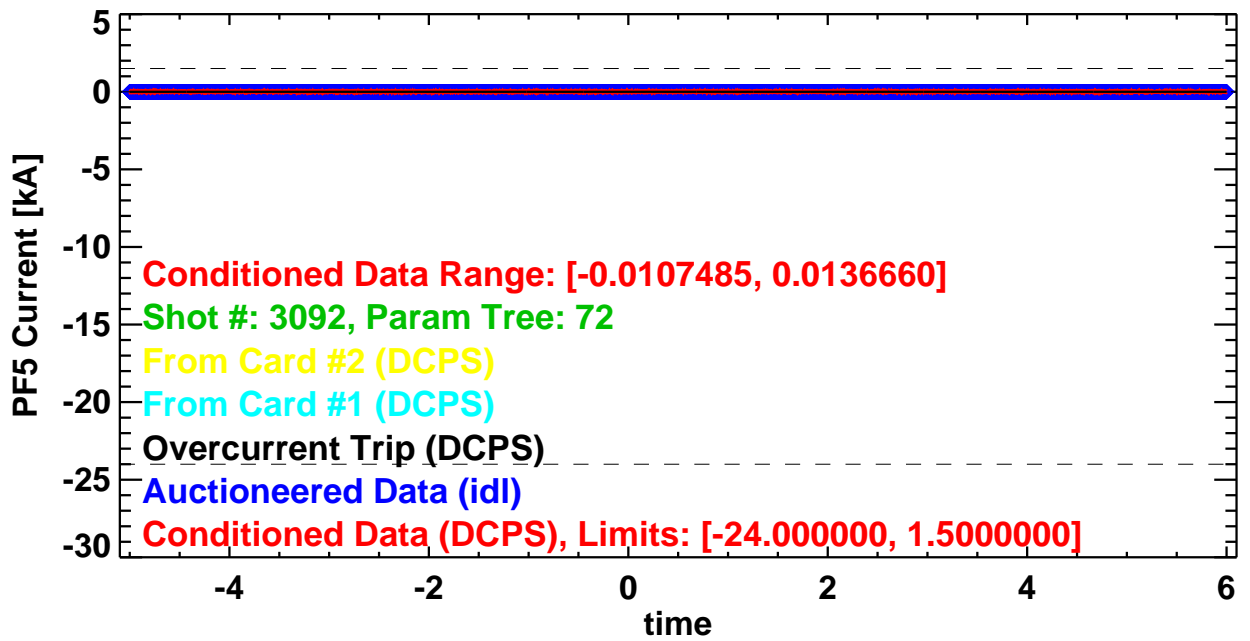 5
0
-5
-10
-15
-20
-25
-30
PF5 Current [kA]
Conditioned Data Range: [-0.0107485, 0.0136660]
Shot #: 3092, Param Tree: 72
From Card #2 (DCPS)
From Card #1 (DCPS)
Overcurrent Trip (DCPS)
Auctioneered Data (idl)
Conditioned Data (DCPS), Limits: [-24.000000, 1.5000000]
-4 -2 0 2 4 6
time